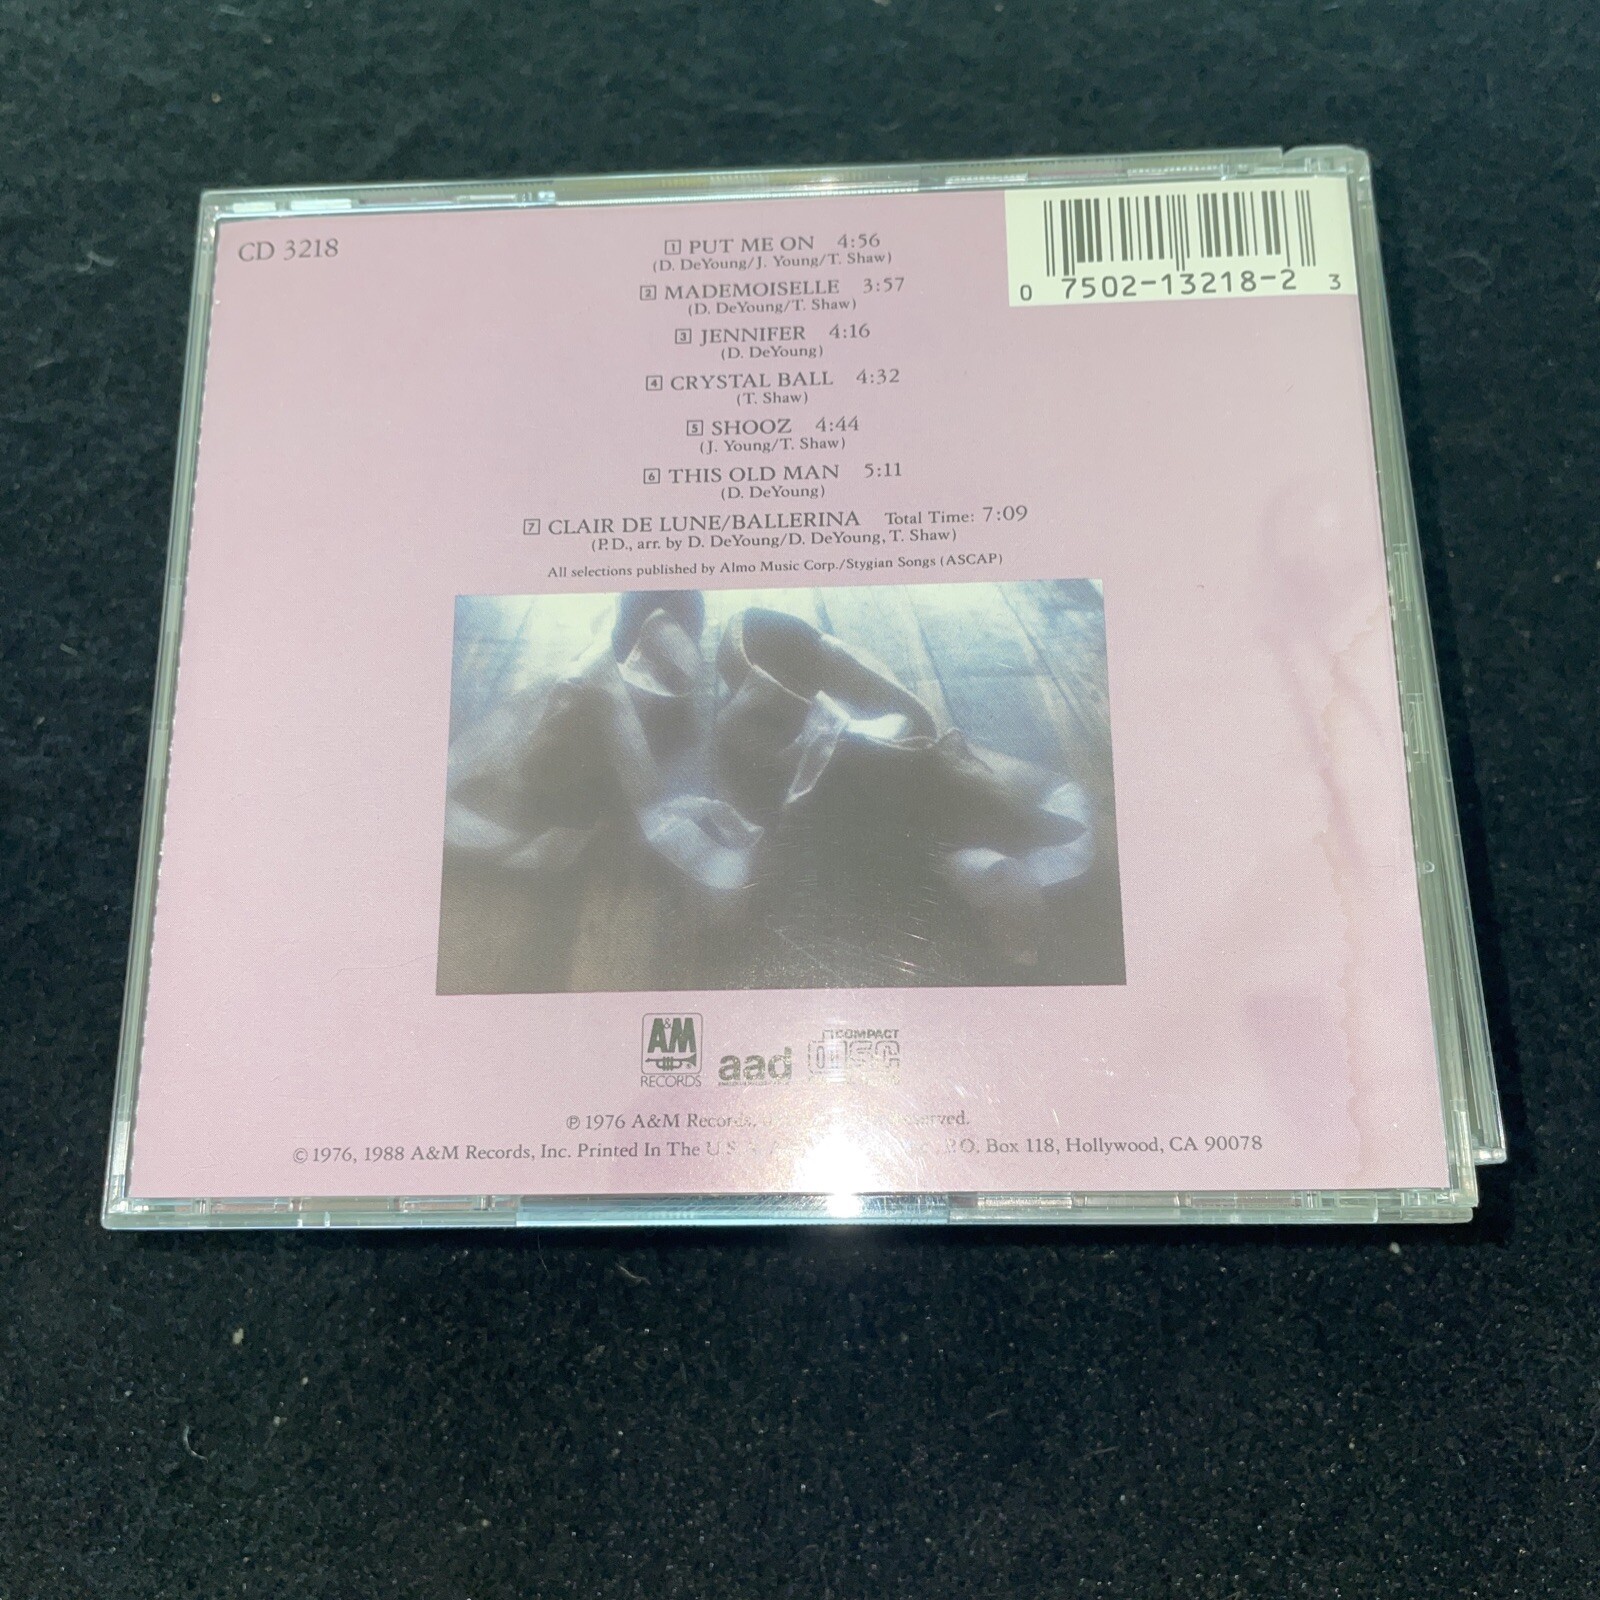 CD 3218
1 PUT ME ON 4:56
(D. DeYoung/J. Young/T. Shaw)
2 MADEMOISELLE 3:57
(D. DeYoung/T. Shaw)
3 JENNIFER 4:16
(D. DeYoung)
4 CRYSTAL BALL 4:32
(T. Shaw)
5 SHOOZ 4:44
(J. Young/T. Shaw)
6 THIS OLD MAN 5:11
(D. DeYoung)
7 CLAIR DE LUNE/BALLERINA Total Time: 7:09
(P.D., arr. by D. DeYoung/D. DeYoung, T. Shaw)
All selections published by Almo Music Corp./Stygian Songs (ASCAP)
0 7502-13218-2 3
A&M
RECORDS
aad
COMPACT
disc
℗ 1976 A&M Records,
© 1976, 1988 A&M Records, Inc. Printed In The U.S. P.O. Box 118, Hollywood, CA 90078